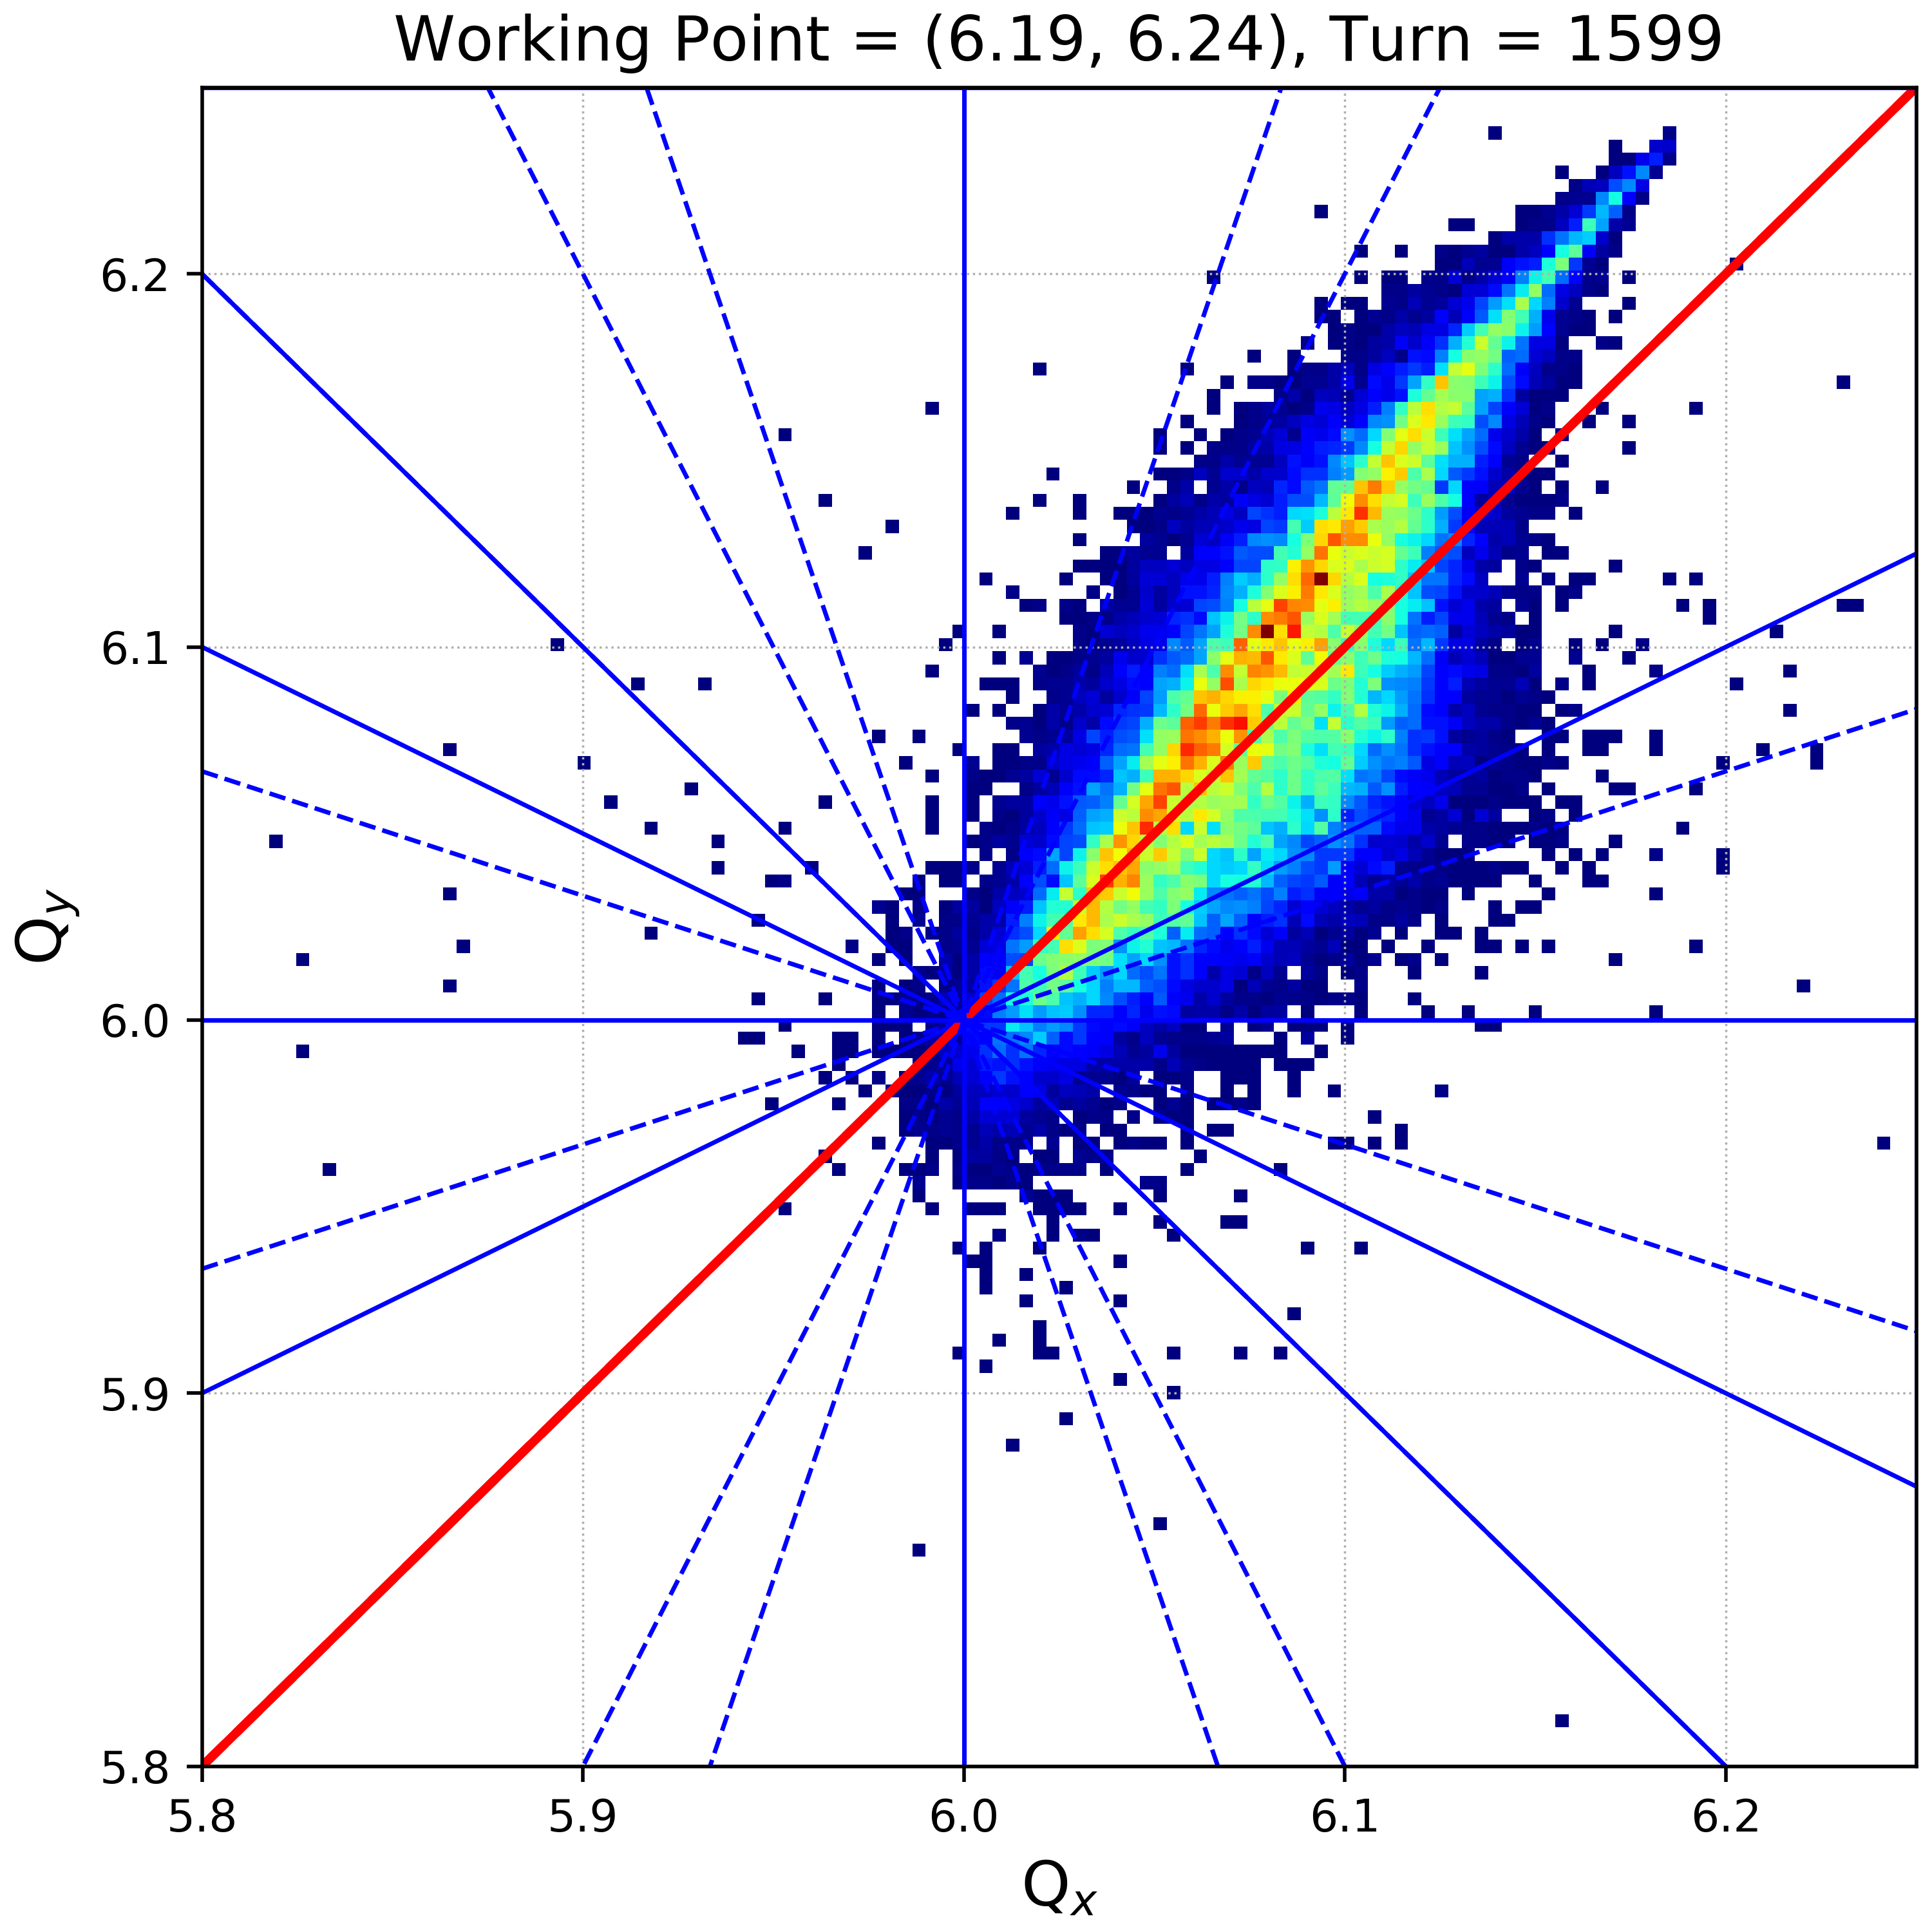 Working Point = (6.19, 6.24), Turn = 1599
6.2
6.1
6.0
5.9
5.8
Qy
5.8 5.9 6.0 6.1 6.2
Qx